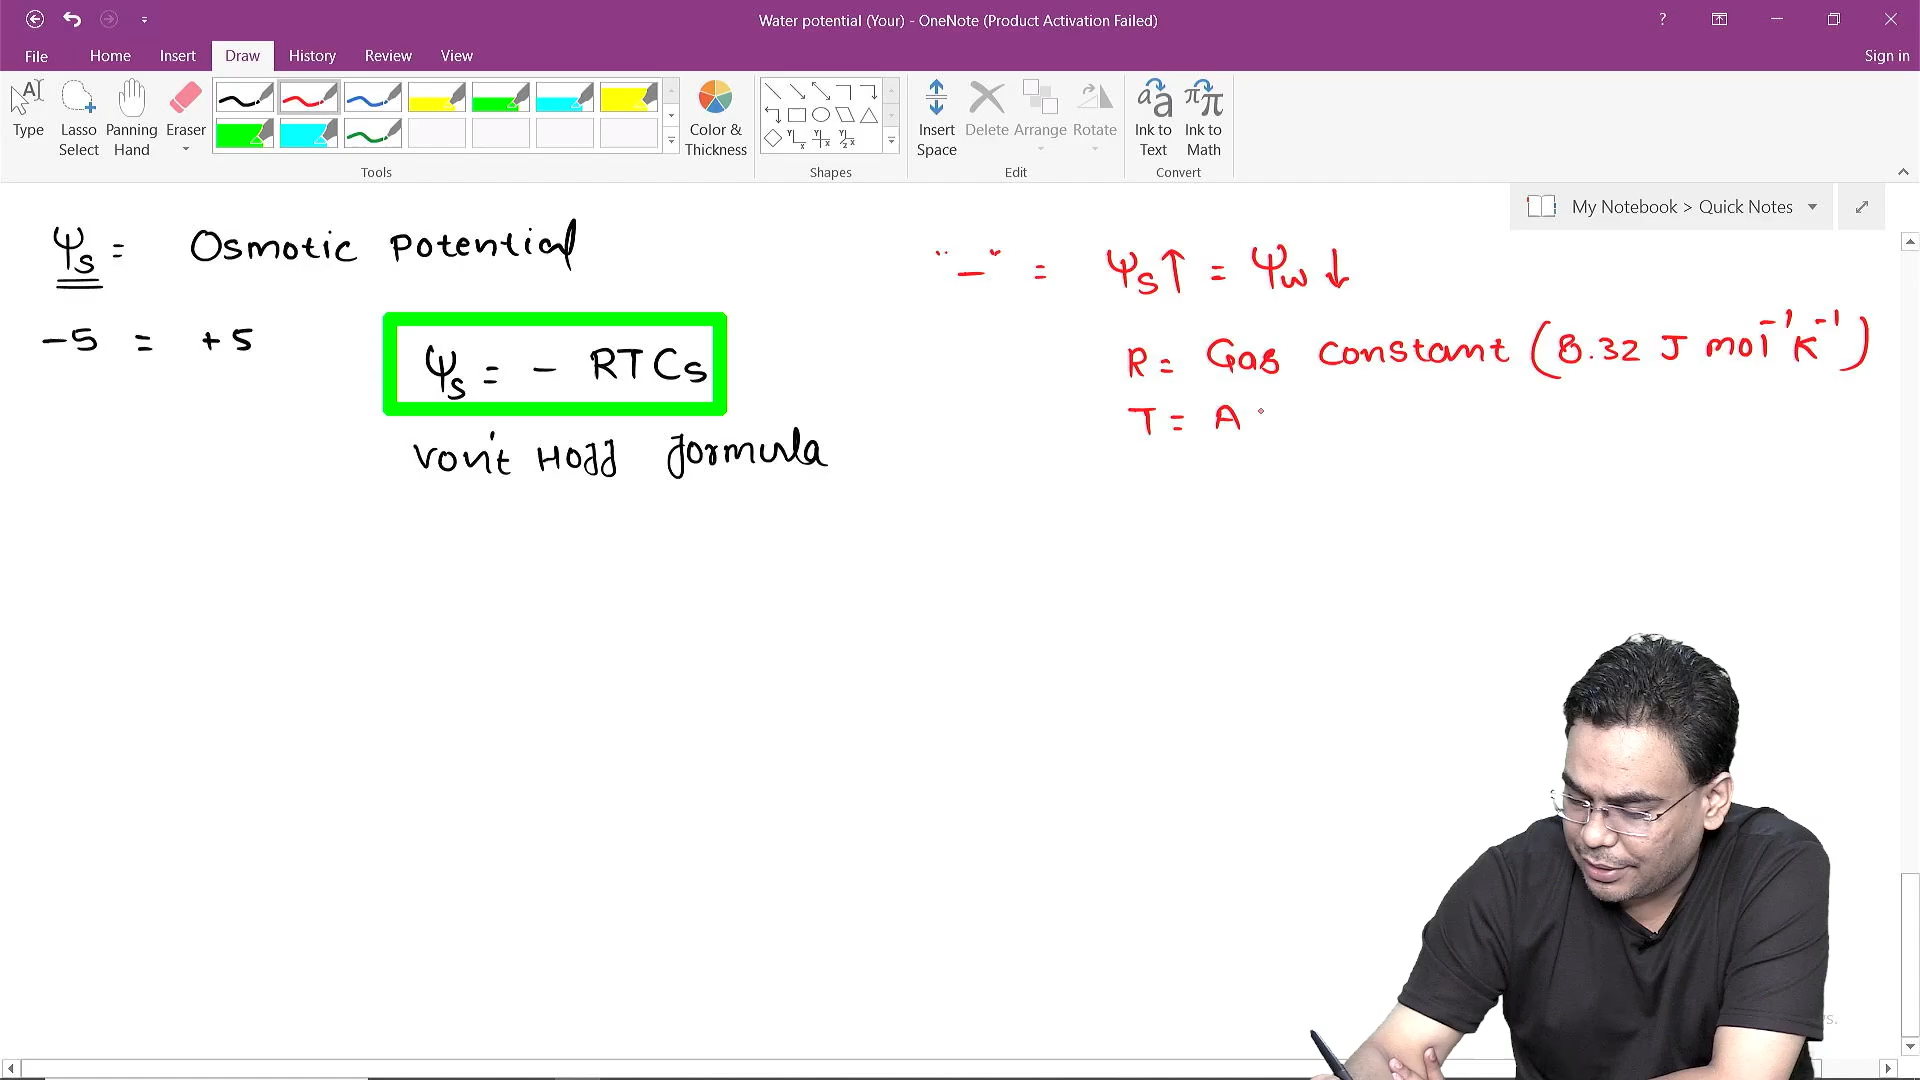 Water potential (Your) - OneNote (Product Activation Failed)
?
File Home Insert Draw History Review View
Sign in
Type
Lasso Select
Panning Hand
Eraser
Color & Thickness
Insert Space
Delete
Arrange
Rotate
Ink to Text
Ink to Math
Tools
Shapes
Edit
Convert
My Notebook > Quick Notes
Ψs = Osmotic Potential
"−" = Ψs↑ = Ψw↓
-5 = +5
Ψs = - RTCs
R = Gas constant (8.32 J mol⁻¹ K⁻¹)
T = A
Von't Hoff formula